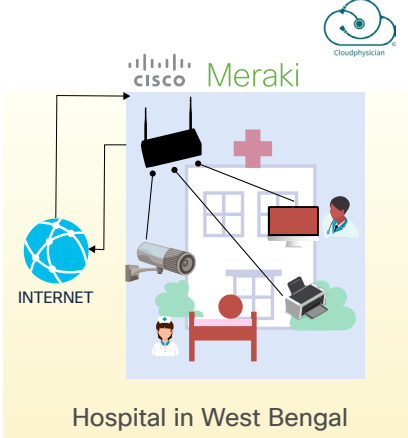 Cloudphysician
CISCO Meraki
INTERNET
Hospital in West Bengal